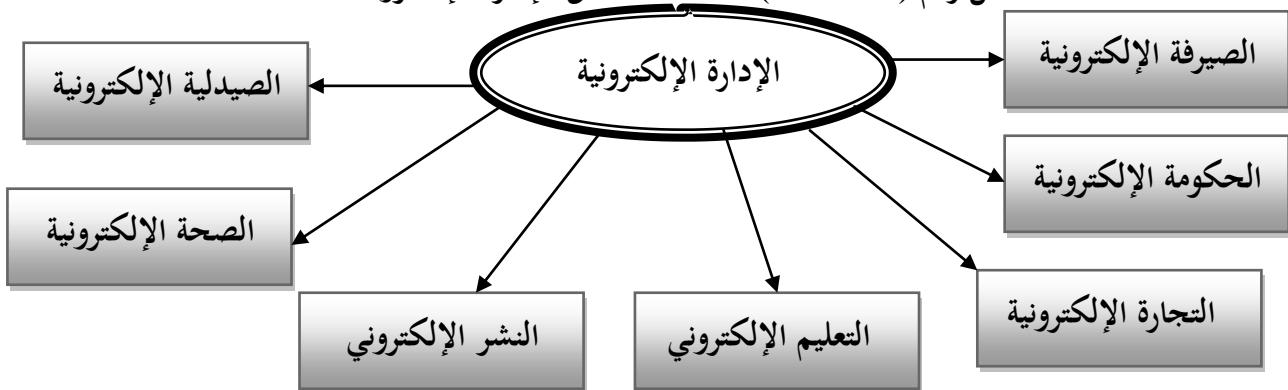 الإدارة الإلكترونية
الصيرفة الإلكترونية
الحكومة الإلكترونية
التجارة الإلكترونية
التعليم الإلكتروني
النشر الإلكتروني
الصحة الإلكترونية
الصيدلية الإلكترونية